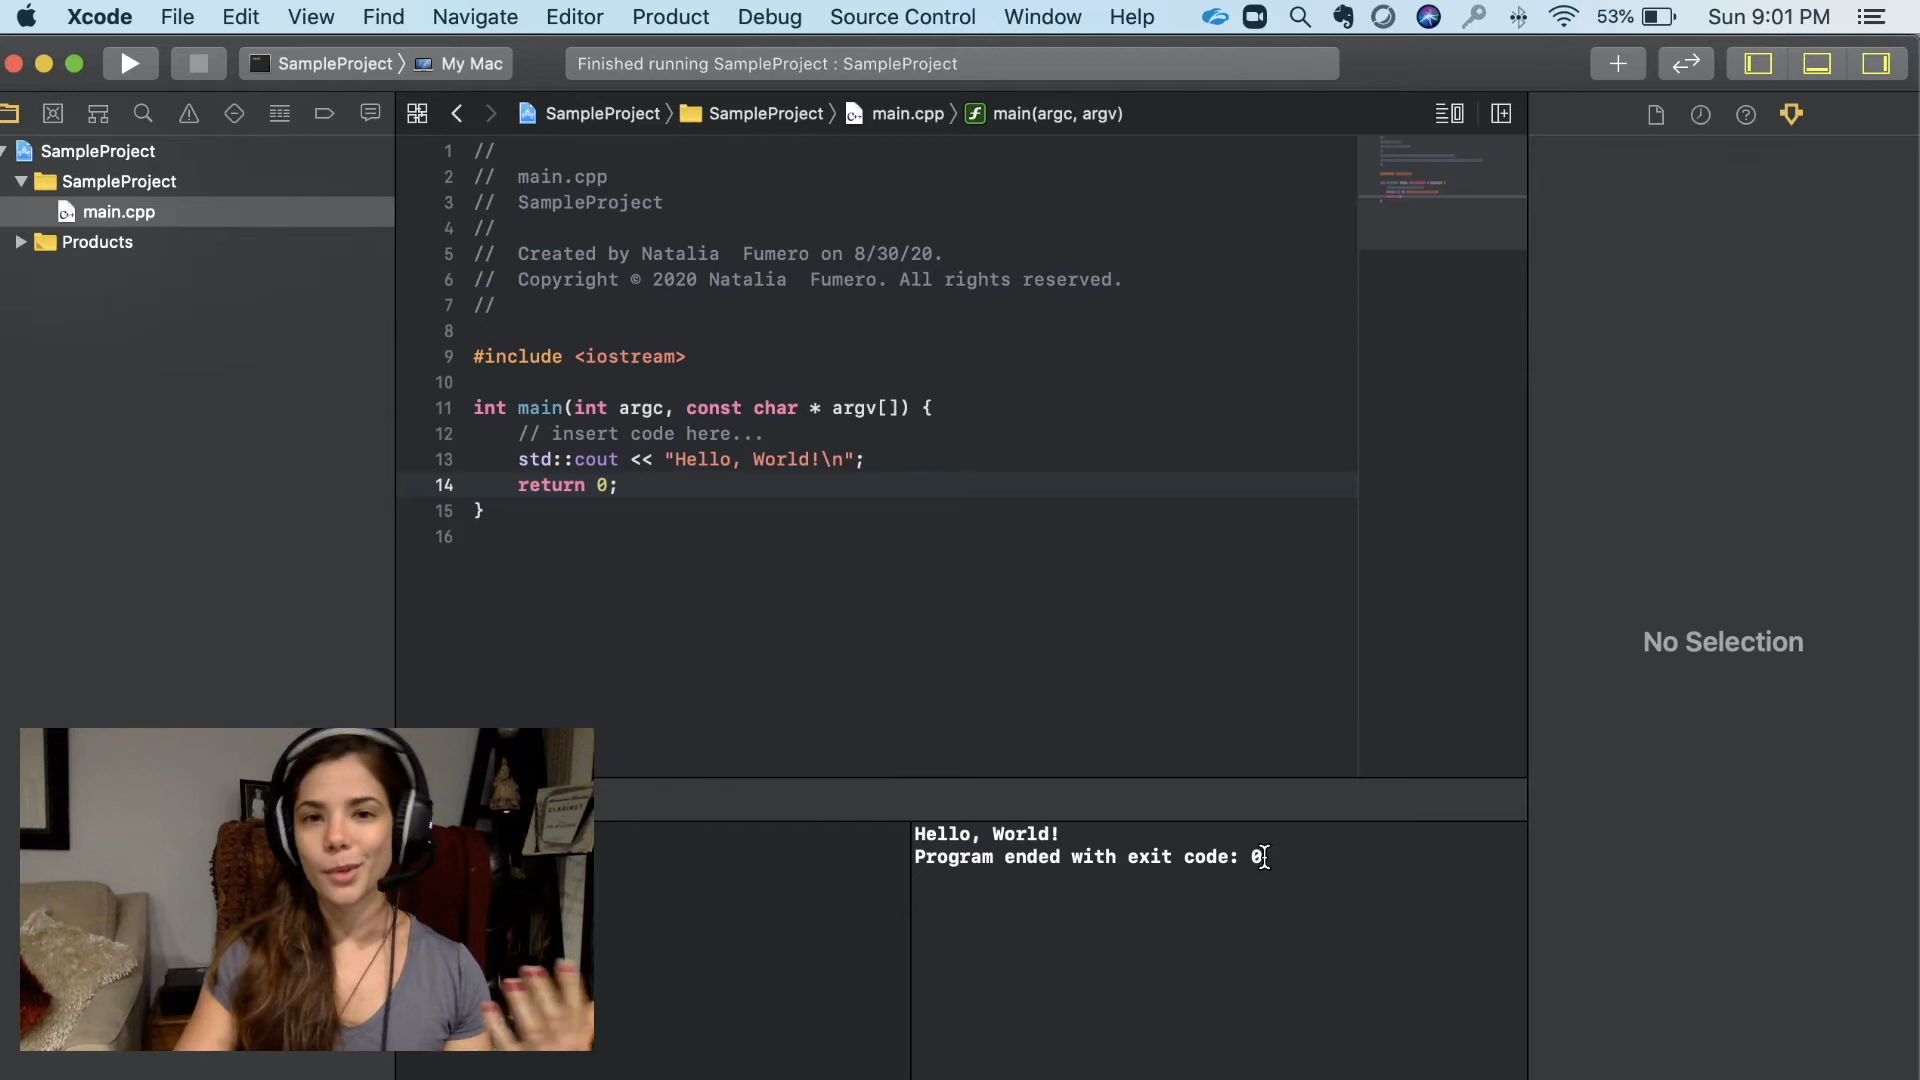 Xcode File Edit View Find Navigate Editor Product Debug Source Control Window Help 53% Sun 9:01 PM
SampleProject My Mac Finished running SampleProject : SampleProject
SampleProject SampleProject main.cpp main(argc, argv)
SampleProject
SampleProject
main.cpp
Products
1 //
2 // main.cpp
3 // SampleProject
4 //
5 // Created by Natalia Fumero on 8/30/20.
6 // Copyright © 2020 Natalia Fumero. All rights reserved.
7 //
8
9 #include <iostream>
10
11 int main(int argc, const char * argv[]) {
12 // insert code here...
13 std::cout << "Hello, World!\n";
14 return 0;
15 }
16
No Selection
CLARINET
Hello, World!
Program ended with exit code: 0